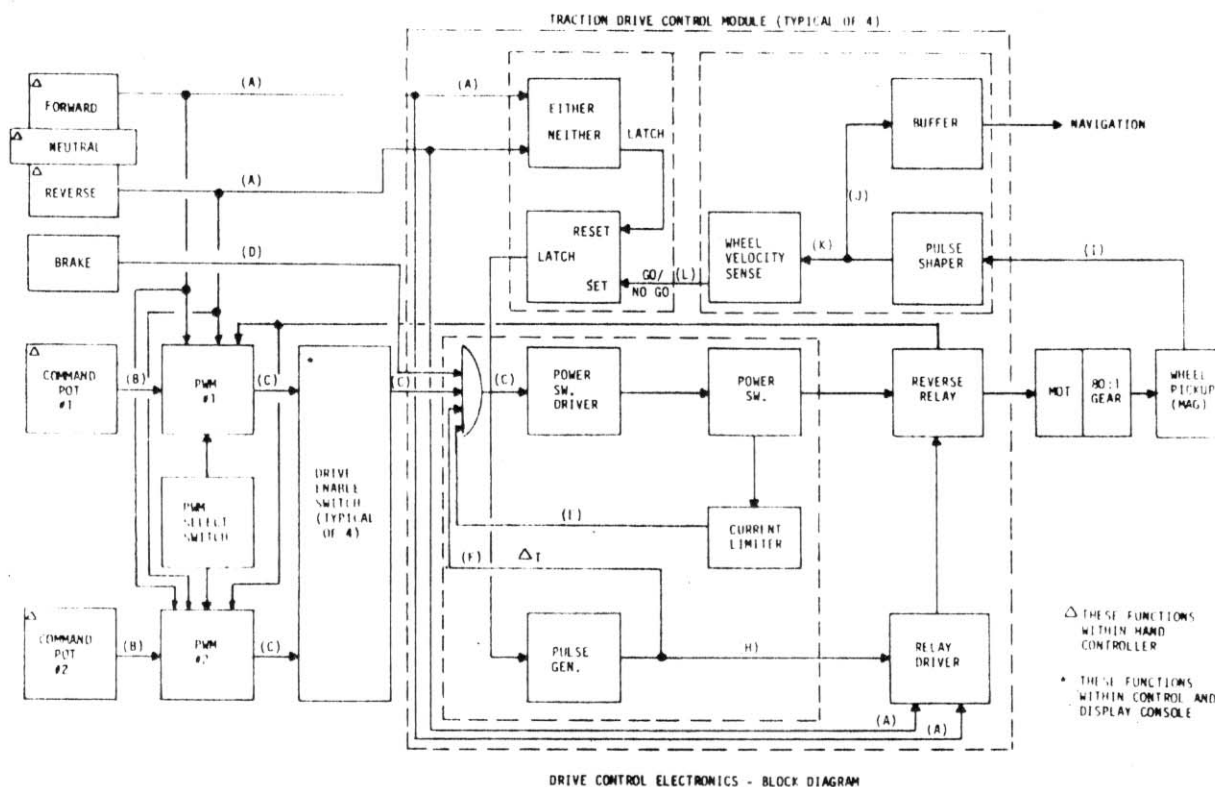 TRACTION DRIVE CONTROL MODULE (TYPICAL OF 4)
Δ
FORWARD
(A)
(A)
Δ
NEUTRAL
Δ
REVERSE
(A)
BRAKE
(D)
EITHER
NEITHER
LATCH
BUFFER
NAVIGATION
(J)
RESET
LATCH
SET
GO/
NO GO
(L)
WHEEL
VELOCITY
SENSE
(K)
PULSE
SHAPER
(I)
Δ
COMMAND
POT
#1
(B)
PWM
#1
(C)
*
DRIVE
ENABLE
SWITCH
(TYPICAL
OF 4)
(C)
(C)
POWER
SW.
DRIVER
POWER
SW.
REVERSE
RELAY
MOT
80:1
GEAR
WHEEL
PICKUP
(MAG)
PWM
SELECT
SWITCH
CURRENT
LIMITER
(F)
Δ T
Δ
COMMAND
POT
#2
(B)
PWM
#2
(C)
PULSE
GEN.
H)
RELAY
DRIVER
(A)
(A)
Δ THESE FUNCTIONS
WITHIN HAND
CONTROLLER
* THESE FUNCTIONS
WITHIN CONTROL AND
DISPLAY CONSOLE
DRIVE CONTROL ELECTRONICS - BLOCK DIAGRAM